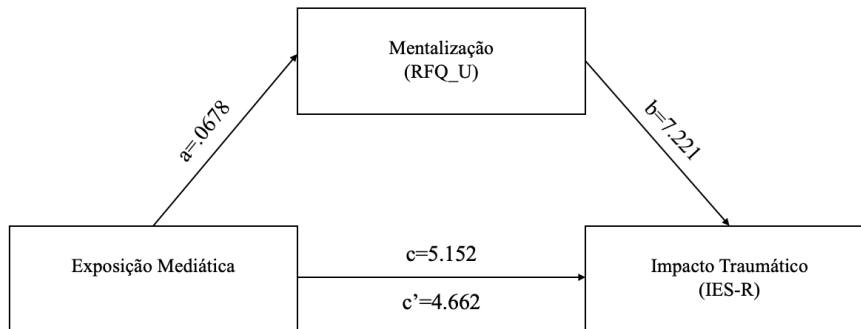 Mentalização
(RFQ_U)
a=.0678
b=7.221
Exposição Mediática
c=5.152
c’=4.662
Impacto Traumático
(IES-R)